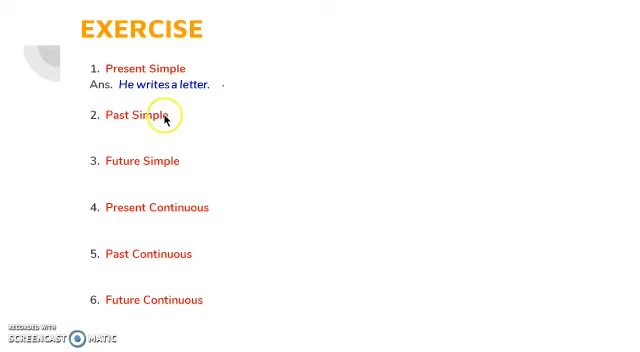 EXERCISE
1. Present Simple
Ans. He writes a letter.
2. Past Simple
3. Future Simple
4. Present Continuous
5. Past Continuous
6. Future Continuous
RECORDED WITH
SCREENCAST MATIC